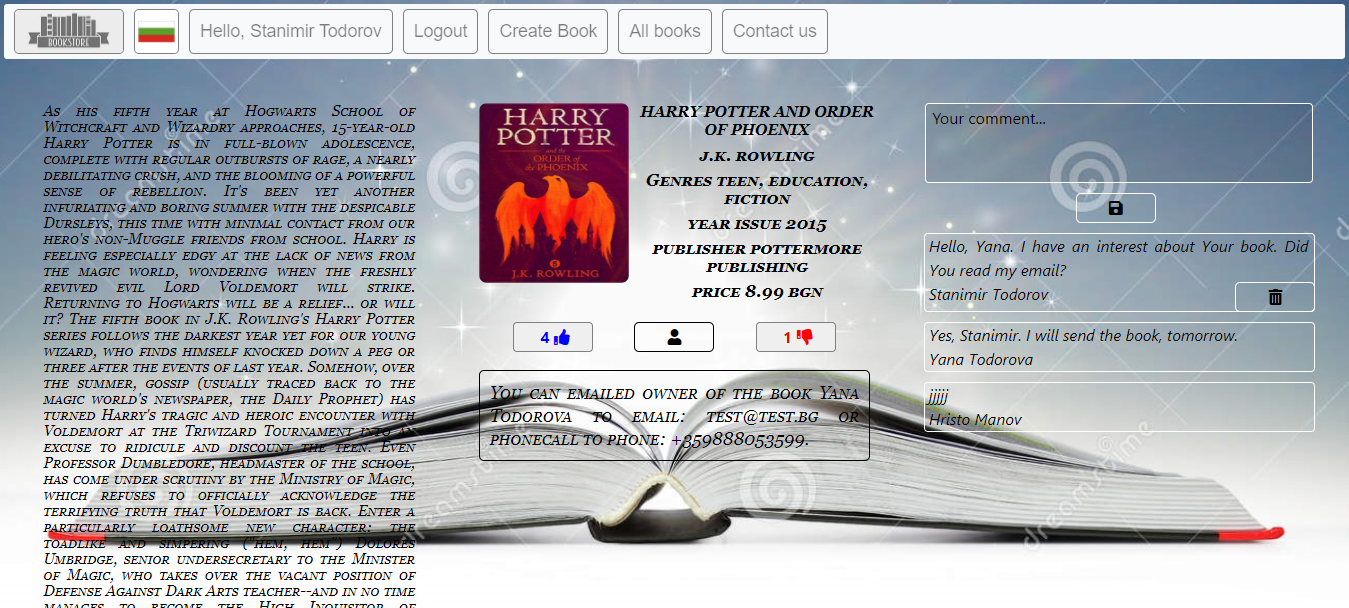 BOOKSTORE
Hello, Stanimir Todorov
Logout
Create Book
All books
Contact us
As his fifth year at Hogwarts School of
Witchcraft and Wizardry approaches, 15-year-old
Harry Potter is in full-blown adolescence,
complete with regular outbursts of rage, a nearly
debilitating crush, and the blooming of a powerful
sense of rebellion. It's been yet another
infuriating and boring summer with the despicable
Dursleys, this time with minimal contact from our
hero's non-Muggle friends from school. Harry is
feeling especially edgy at the lack of news from
the magic world, wondering when the freshly
revived evil Lord Voldemort will strike.
Returning to Hogwarts will be a relief... or will
it? The fifth book in J.K. Rowling's Harry Potter
series follows the darkest year yet for our young
wizard, who finds himself knocked down a peg or
three after the events of last year. Somehow, over
the summer, gossip (usually traced back to the
magic world's newspaper, the Daily Prophet) has
turned Harry's tragic and heroic encounter with
Voldemort at the Triwizard Tournament into an
excuse to ridicule and discount the teen. Even
Professor Dumbledore, headmaster of the school,
has come under scrutiny by the Ministry of Magic,
which refuses to officially acknowledge the
terrifying truth that Voldemort is back. Enter a
particularly loathsome new character: the
toadlike and simpering ("hem, hem") Dolores
Umbridge, senior undersecretary to the Minister
of Magic, who takes over the vacant position of
Defense Against Dark Arts teacher--and in no time
manages to become the High Inquisitor of
HARRY
POTTER
and the
ORDER of
the PHOENIX
5
J.K. ROWLING
HARRY POTTER AND ORDER
OF PHOENIX
J.K. ROWLING
Genres teen, education,
fiction
year issue 2015
publisher pottermore
publishing
price 8.99 bgn
4
1
You can emailed owner of the book Yana
Todorova to email: test@test.bg or
phonecall to phone: +359888053599.
Your comment...
Hello, Yana. I have an interest about Your book. Did
You read my email?
Stanimir Todorov
Yes, Stanimir. I will send the book, tomorrow.
Yana Todorova
jjjjj
Hristo Manov
dreamstime
dreamstime
dreamstime
dreamstime